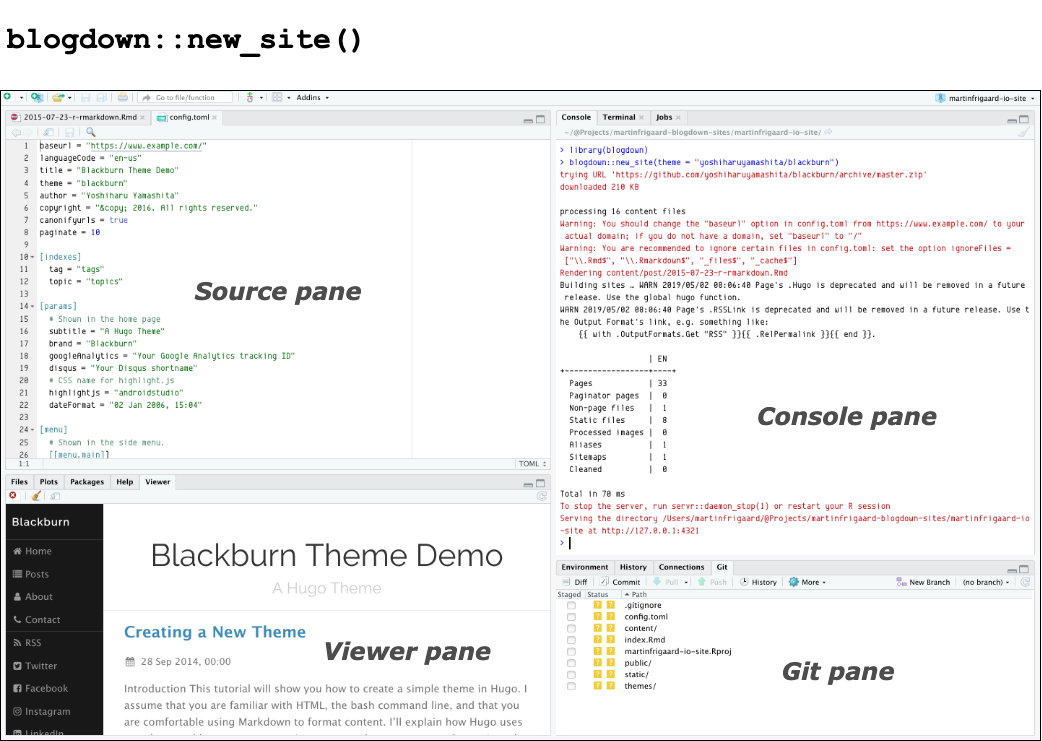 blogdown::new_site()
Go to file/function
Addins
martinfrigaard-io-site
2015-07-23-r-rmarkdown.Rmd
config.toml
1 baseurl = "https://www.example.com/"
2 languageCode = "en-us"
3 title = "Blackburn Theme Demo"
4 theme = "blackburn"
5 author = "Yoshiharu Yamashita"
6 copyright = "&copy; 2016. All rights reserved."
7 canonifyurls = true
8 paginate = 10
9
10 [indexes]
11 tag = "tags"
12 topic = "topics"
13
14 [params]
15 # Shown in the home page
16 subtitle = "A Hugo Theme"
17 brand = "Blackburn"
18 googleAnalytics = "Your Google Analytics tracking ID"
19 disqus = "Your Disqus shortname"
20 # CSS name for highlight.js
21 highlightjs = "androidstudio"
22 dateFormat = "02 Jan 2006, 15:04"
23
24 [menu]
25 # Shown in the side menu.
26 [[menu.main]]
1:1
TOML
Source pane
Console Terminal Jobs
~/@Projects/martinfrigaard-blogdown-sites/martinfrigaard-io-site/
> library(blogdown)
> blogdown::new_site(theme = "yoshiharuyamashita/blackburn")
trying URL 'https://github.com/yoshiharuyamashita/blackburn/archive/master.zip'
downloaded 210 KB
processing 16 content files
Warning: You should change the "baseurl" option in config.toml from https://www.example.com/ to your
actual domain; if you do not have a domain, set "baseurl" to "/"
Warning: You are recommended to ignore certain files in config.toml: set the option ignoreFiles =
["\\.Rmd$", "\\.Rmarkdown$", "_files$", "_cache$"]
Rendering content/post/2015-07-23-r-rmarkdown.Rmd
Building sites … WARN 2019/05/02 08:06:40 Page's .Hugo is deprecated and will be removed in a future
release. Use the global hugo function.
WARN 2019/05/02 08:06:40 Page's .RSSLink is deprecated and will be removed in a future release. Use t
he Output Format's link, e.g. something like:
{{ with .OutputFormats.Get "RSS" }}{{ .RelPermalink }}{{ end }}.
| EN
+------------------+----+
Pages | 33
Paginator pages | 0
Non-page files | 1
Static files | 8
Processed images | 0
Aliases | 1
Sitemaps | 1
Cleaned | 0
Total in 70 ms
To stop the server, run servr::daemon_stop(1) or restart your R session
Serving the directory /Users/martinfrigaard/@Projects/martinfrigaard-blogdown-sites/martinfrigaard-io
-site at http://127.0.0.1:4321
>
Console pane
Files Plots Packages Help Viewer
Blackburn
Home
Posts
About
Contact
RSS
Twitter
Facebook
Instagram
LinkedIn
Blackburn Theme Demo
A Hugo Theme
Creating a New Theme
28 Sep 2014, 00:00
Introduction This tutorial will show you how to create a simple theme in Hugo. I
assume that you are familiar with HTML, the bash command line, and that you
are comfortable using Markdown to format content. I'll explain how Hugo uses
Viewer pane
Environment History Connections Git
Diff Commit Pull Push History More New Branch (no branch)
Staged Status Path
? ? .gitignore
? ? config.toml
? ? content/
? ? index.Rmd
? ? martinfrigaard-io-site.Rproj
? ? public/
? ? static/
? ? themes/
Git pane